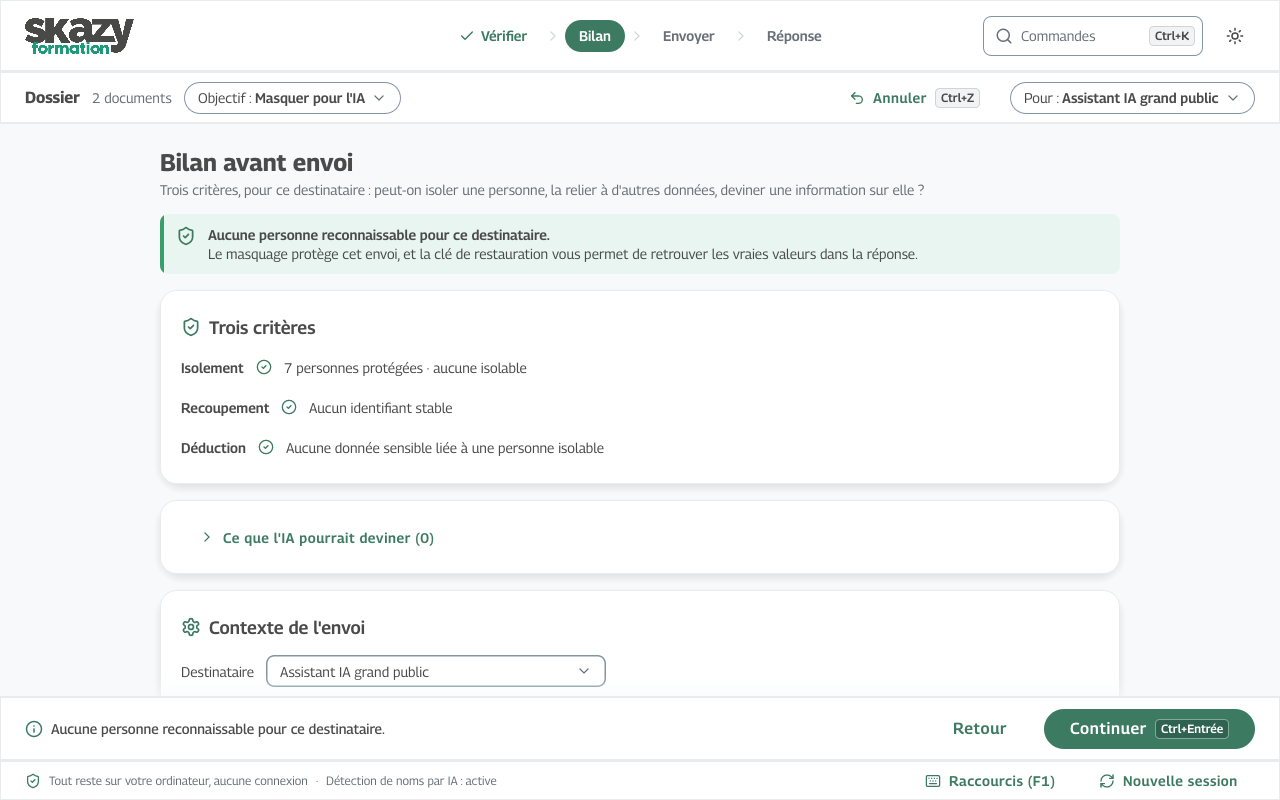 skazy
formation
Vérifier
Bilan
Envoyer
Réponse
Commandes
Ctrl+K
Dossier
2 documents
Objectif : Masquer pour l'IA
Annuler
Ctrl+Z
Pour : Assistant IA grand public
Bilan avant envoi
Trois critères, pour ce destinataire : peut-on isoler une personne, la relier à d'autres données, deviner une information sur elle ?
Aucune personne reconnaissable pour ce destinataire.
Le masquage protège cet envoi, et la clé de restauration vous permet de retrouver les vraies valeurs dans la réponse.
Trois critères
Isolement 7 personnes protégées · aucune isolable
Recoupement Aucun identifiant stable
Déduction Aucune donnée sensible liée à une personne isolable
Ce que l'IA pourrait deviner (0)
Contexte de l'envoi
Destinataire Assistant IA grand public
Aucune personne reconnaissable pour ce destinataire.
Retour
Continuer Ctrl+Entrée
Tout reste sur votre ordinateur, aucune connexion · Détection de noms par IA : active
Raccourcis (F1)
Nouvelle session